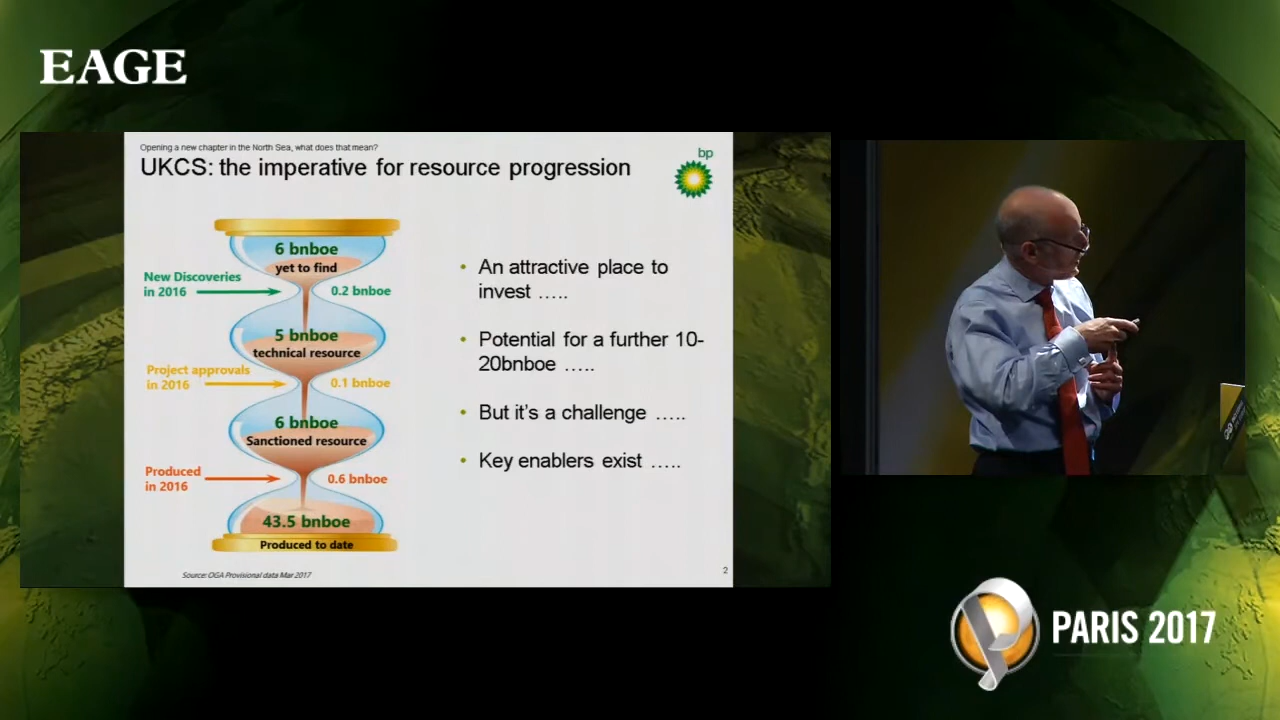 EAGE
Opening a new chapter in the North Sea, what does that mean?
UKCS: the imperative for resource progression
bp
6 bnboe
yet to find
New Discoveries
in 2016
0.2 bnboe
5 bnboe
technical resource
Project approvals
in 2016
0.1 bnboe
6 bnboe
Sanctioned resource
Produced
in 2016
0.6 bnboe
43.5 bnboe
Produced to date
Source: OGA Provisional data Mar 2017
• An attractive place to
invest …..
• Potential for a further 10-
20bnboe …..
• But it's a challenge …..
• Key enablers exist …..
2
PARIS 2017